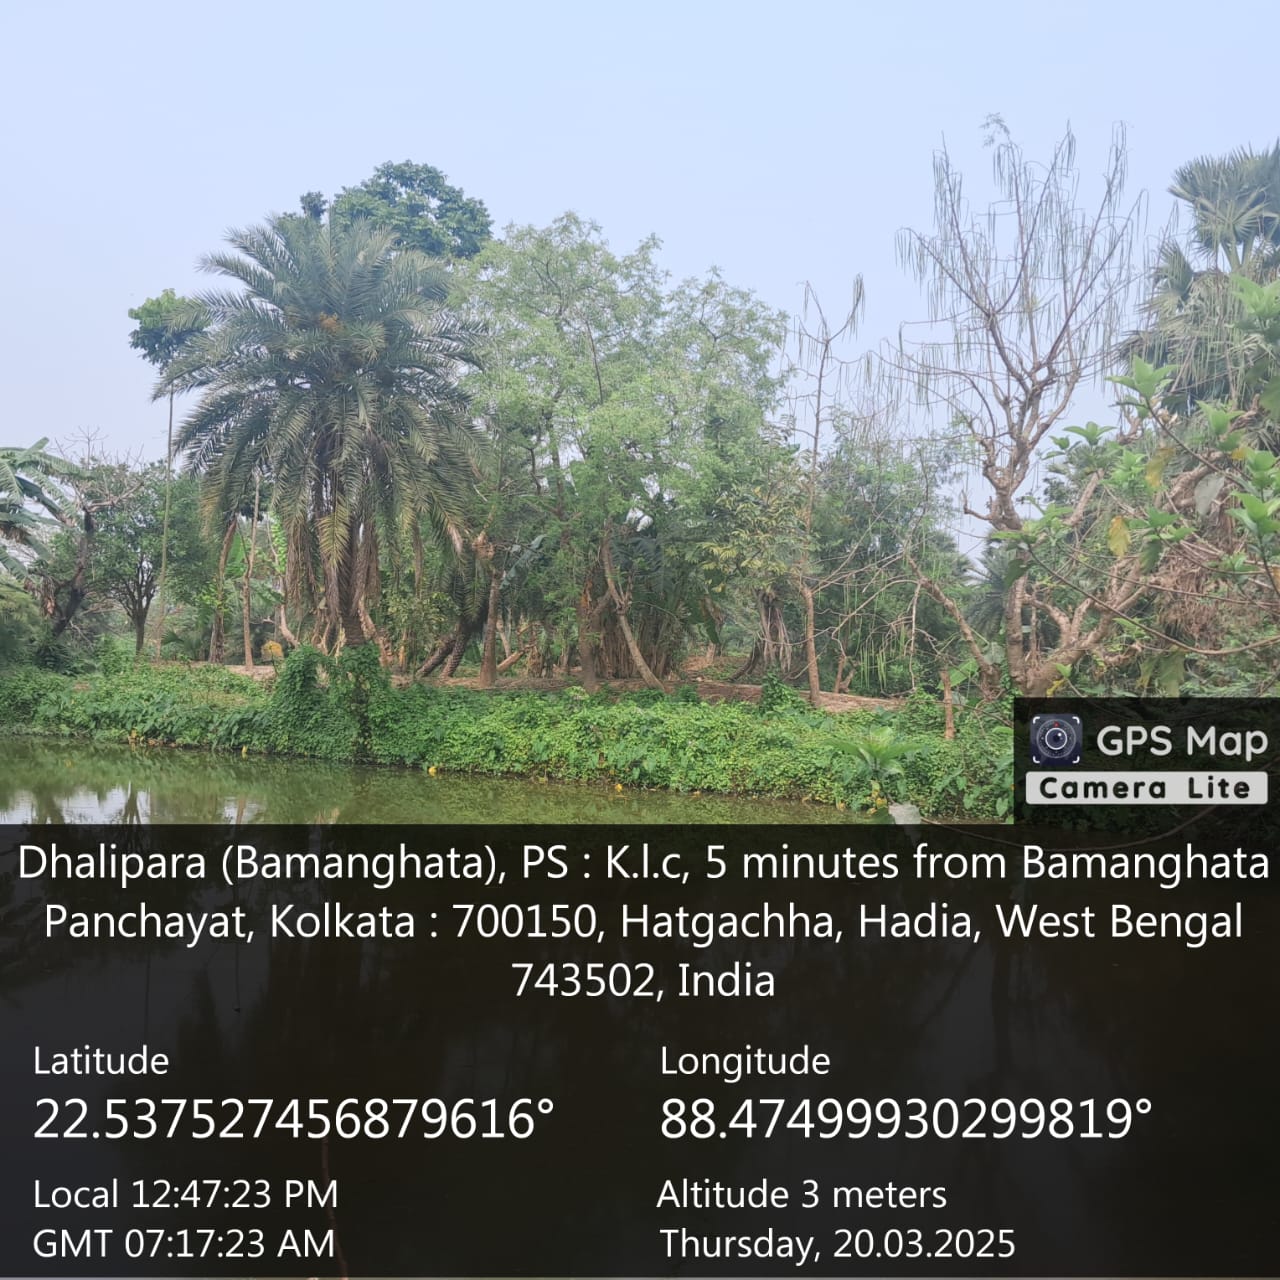 GPS Map
Camera Lite
Dhalipara (Bamanghata), PS : K.l.c, 5 minutes from Bamanghata
Panchayat, Kolkata : 700150, Hatgachha, Hadia, West Bengal
743502, India
Latitude
22.537527456879616°
Longitude
88.47499930299819°
Local 12:47:23 PM
GMT 07:17:23 AM
Altitude 3 meters
Thursday, 20.03.2025